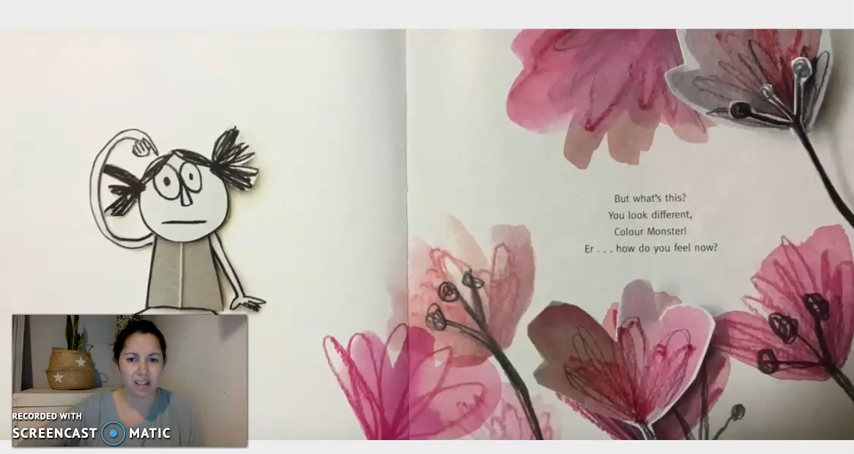 But what's this?
You look different,
Colour Monster!
Er . . . how do you feel now?
RECORDED WITH
SCREENCAST MATIC